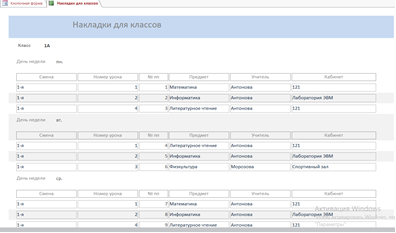 Кнопочная форма Накладки для классов
Накладки для классов
Класс 1А
День недели пн.
Смена Номер урока № пп Предмет Учитель Кабинет
1-я 1 1 Математика Антонова 121
1-я 2 2 Информатика Антонова Лаборатория ЭВМ
1-я 4 3 Литературное чтение Антонова 121
День недели вт.
Смена Номер урока № пп Предмет Учитель Кабинет
1-я 1 4 Литературное чтение Антонова 121
1-я 2 5 Информатика Антонова Лаборатория ЭВМ
1-я 3 6 Физкультура Морозова Спортивный зал
День недели ср.
Смена Номер урока № пп Предмет Учитель Кабинет
1-я 1 7 Математика Антонова 121
1-я 2 8 Информатика Антонова Лаборатория ЭВМ
1-я 4 9 Литературное чтение Антонова 121
Активация Windows
"Параметры"